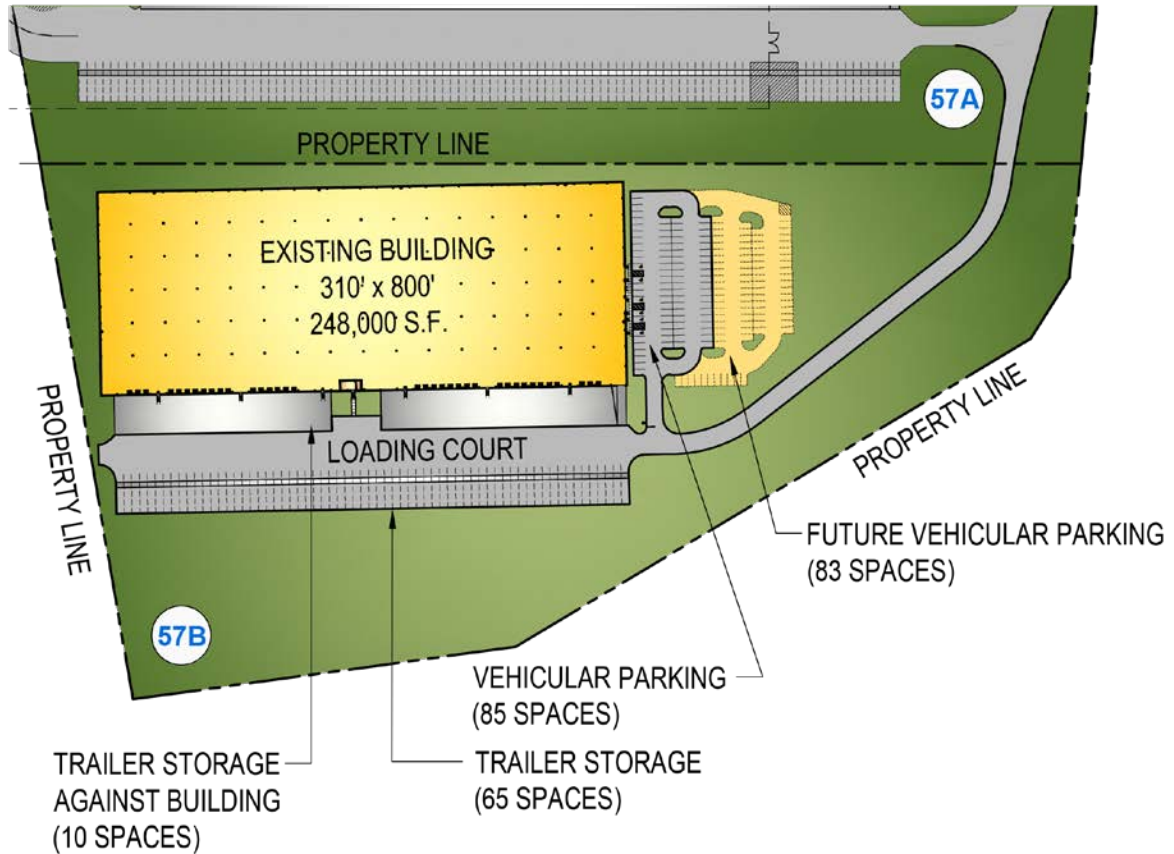 57A
PROPERTY LINE
EXISTING BUILDING
310' x 800'
248,000 S.F.
PROPERTY LINE
LOADING COURT
PROPERTY LINE
FUTURE VEHICULAR PARKING
(83 SPACES)
57B
VEHICULAR PARKING
(85 SPACES)
TRAILER STORAGE
AGAINST BUILDING
(10 SPACES)
TRAILER STORAGE
(65 SPACES)